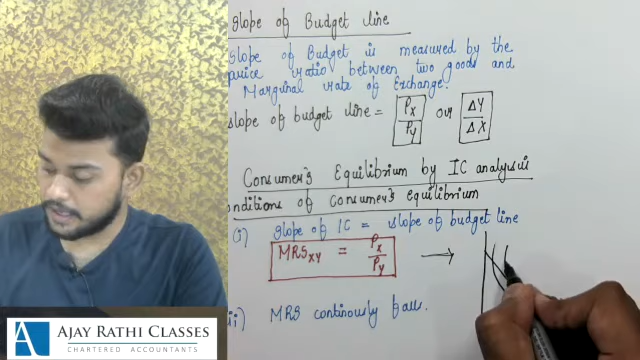 Slope of Budget line
Slope of Budget is measured by the
price ratio between two goods and
Marginal rate of Exchange.
slope of budget line = Px/Py or ΔY/ΔX
Consumer's Equilibrium by IC analysis
onditions of Consumer's equilibrium
(i) Slope of IC = slope of budget line
MRSxy = Px/Py →
ii) MRS continously fall.
AJAY RATHI CLASSES
CHARTERED ACCOUNTANTS